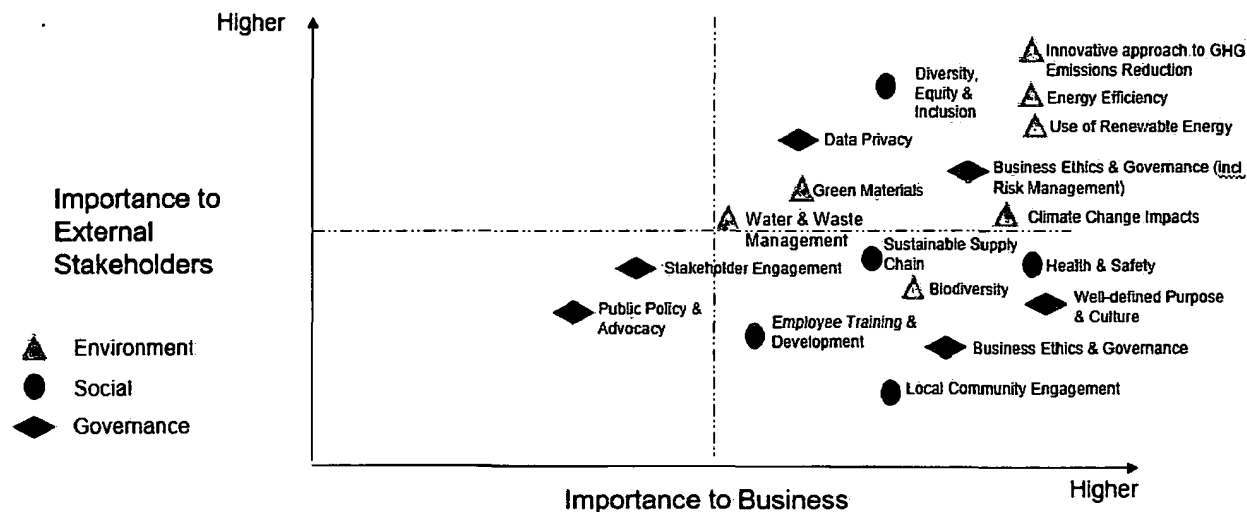 Higher
Innovative approach to GHG
Emissions Reduction
Diversity,
Equity &
Inclusion
Energy Efficiency
Use of Renewable Energy
Data Privacy
Business Ethics & Governance (incl
Risk Management)
Green Materials
Importance to
External
Stakeholders
Water & Waste
Management
Climate Change Impacts
Sustainable Supply
Chain
Health & Safety
Stakeholder Engagement
Biodiversity
Well-defined Purpose
& Culture
Public Policy &
Advocacy
Employee Training &
Development
Business Ethics & Governance
Local Community Engagement
Environment
Social
Governance
Importance to Business
Higher